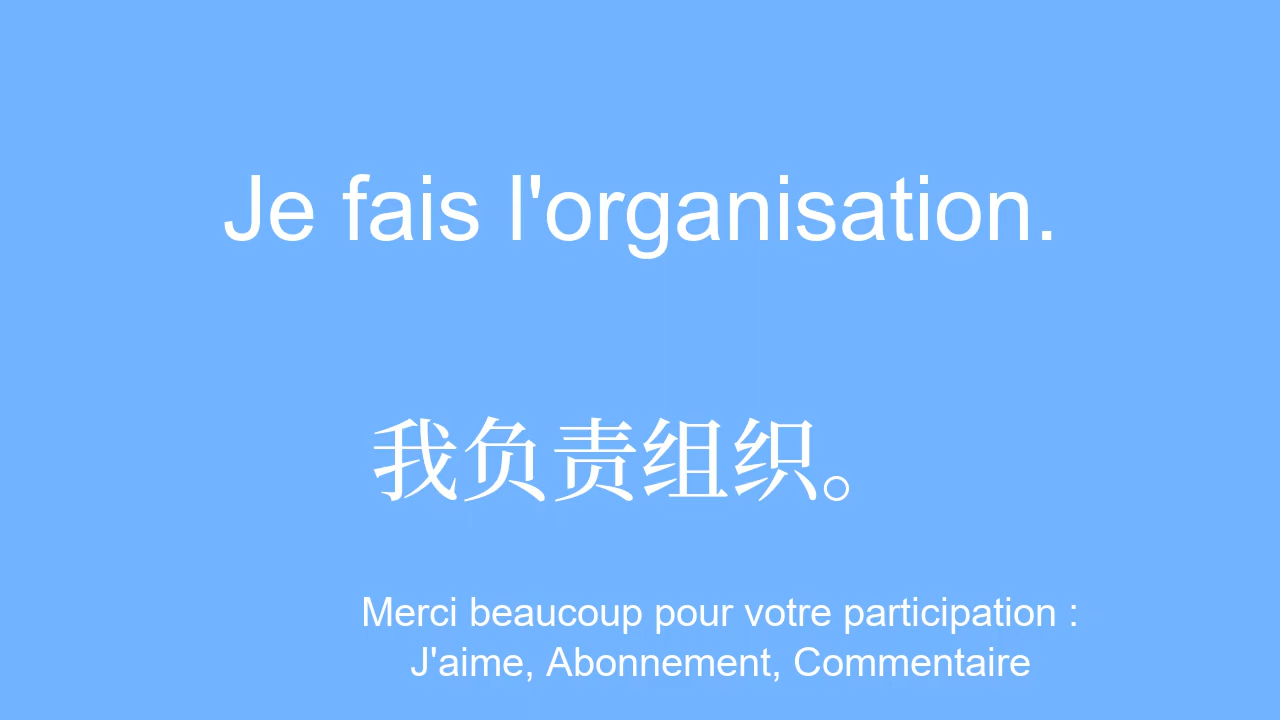 Je fais l'organisation.
我负责组织。
Merci beaucoup pour votre participation :
J'aime, Abonnement, Commentaire